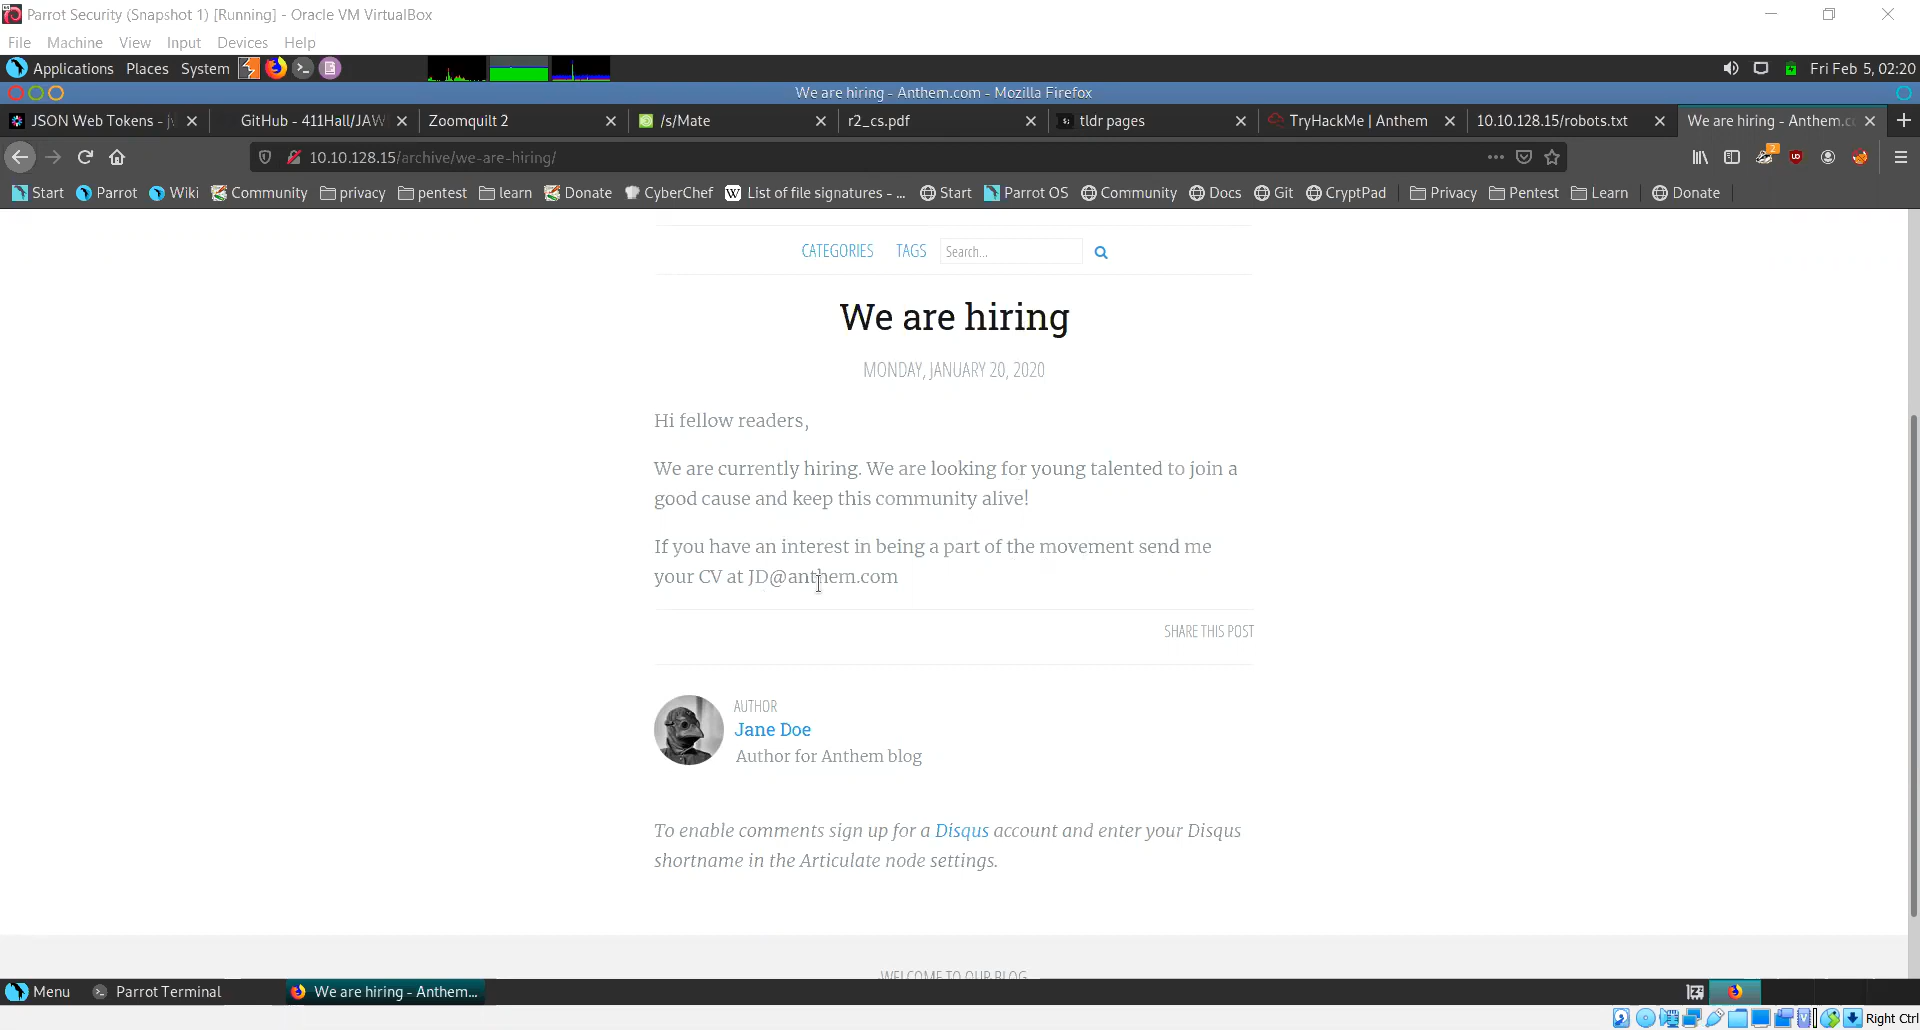 Parrot Security (Snapshot 1) [Running] - Oracle VM VirtualBox
File Machine View Input Devices Help
Applications Places System Fri Feb 5, 02:20
We are hiring - Anthem.com - Mozilla Firefox
JSON Web Tokens - GitHub - 411Hall/JAW Zoomquilt 2 /s/Mate r2_cs.pdf tldr pages TryHackMe | Anthem 10.10.128.15/robots.txt We are hiring - Anthem.c
10.10.128.15/archive/we-are-hiring/ 2
Start Parrot Wiki Community privacy pentest learn Donate CyberChef List of file signatures - ... Start Parrot OS Community Docs Git CryptPad Privacy Pentest Learn Donate
CATEGORIES TAGS Search...
We are hiring
MONDAY, JANUARY 20, 2020
Hi fellow readers,
We are currently hiring. We are looking for young talented to join a
good cause and keep this community alive!
If you have an interest in being a part of the movement send me
your CV at JD@anthem.com
SHARE THIS POST
AUTHOR
Jane Doe
Author for Anthem blog
To enable comments sign up for a Disqus account and enter your Disqus
shortname in the Articulate node settings.
WELCOME TO OUR BLOG
Menu Parrot Terminal We are hiring - Anthem...
Right Ctrl